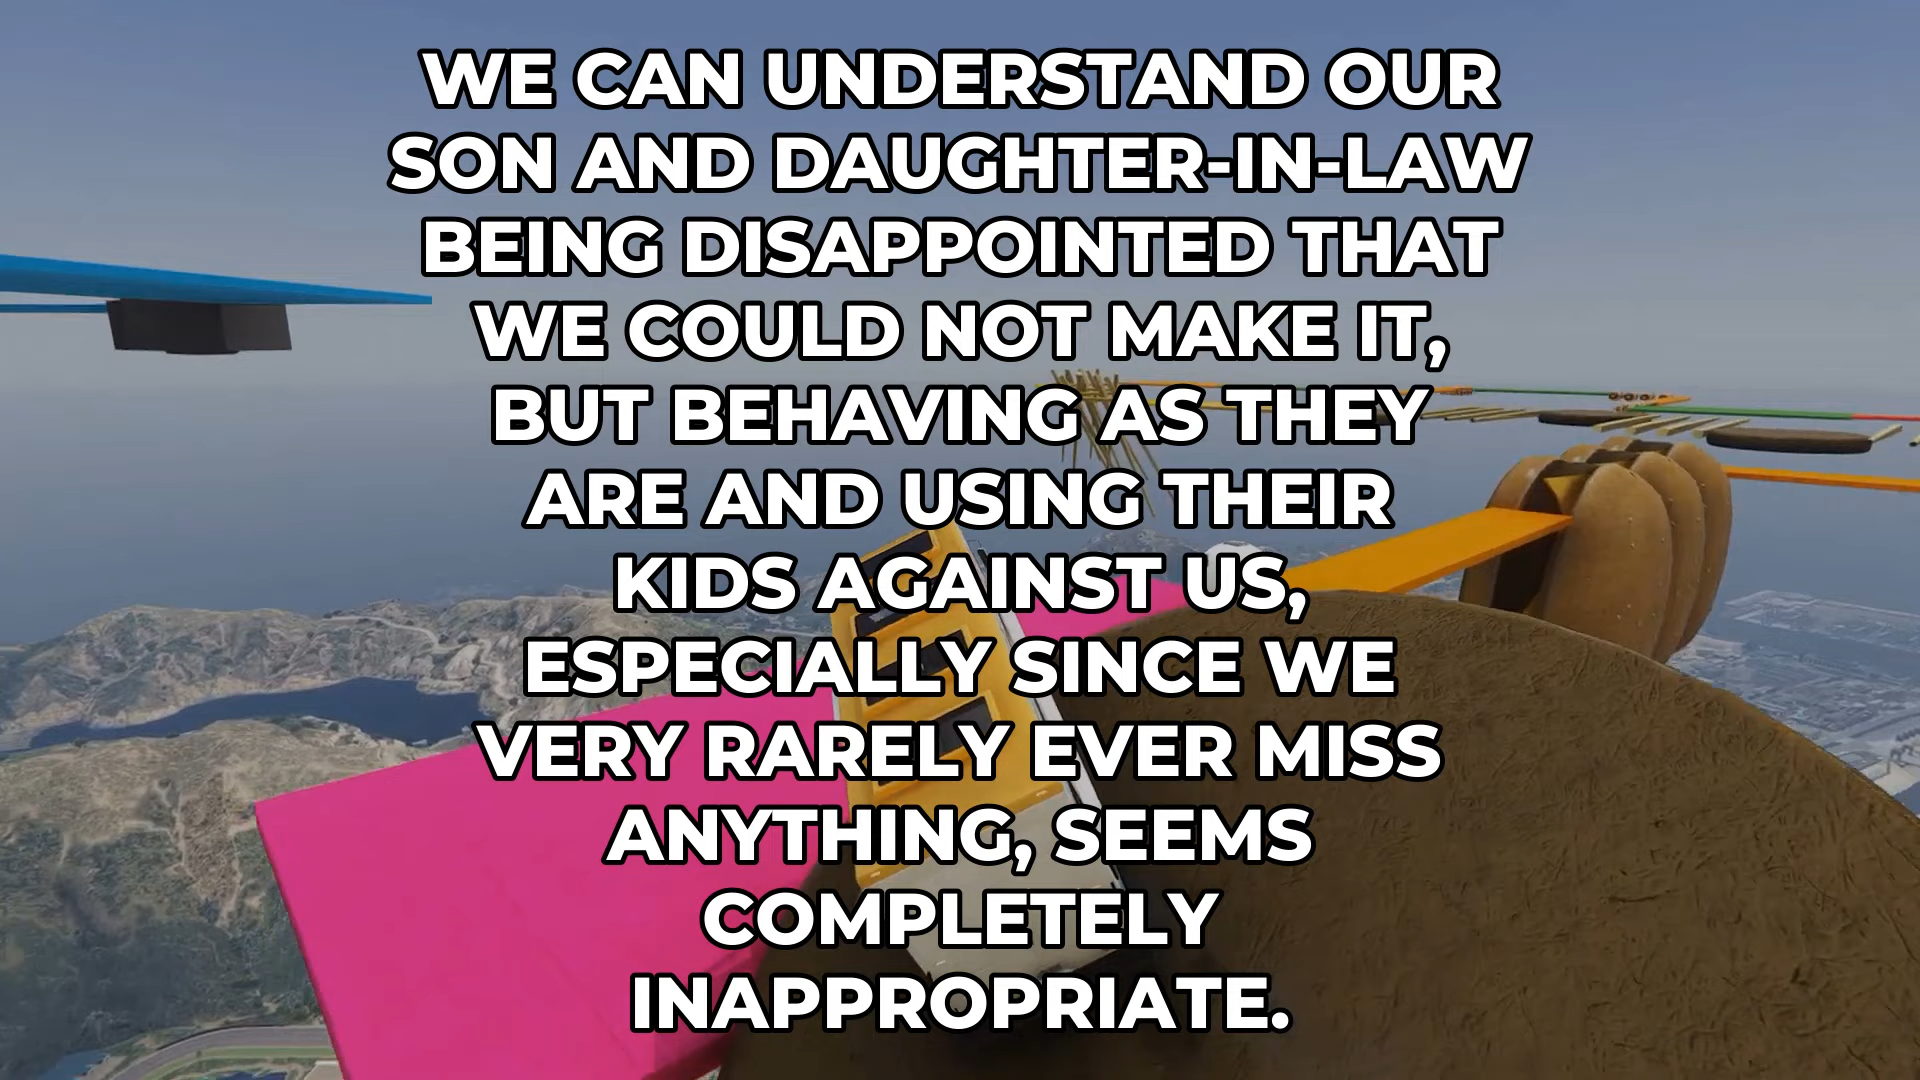 WE CAN UNDERSTAND OUR
SON AND DAUGHTER-IN-LAW
BEING DISAPPOINTED THAT
WE COULD NOT MAKE IT,
BUT BEHAVING AS THEY
ARE AND USING THEIR
KIDS AGAINST US,
ESPECIALLY SINCE WE
VERY RARELY EVER MISS
ANYTHING, SEEMS
COMPLETELY
INAPPROPRIATE.